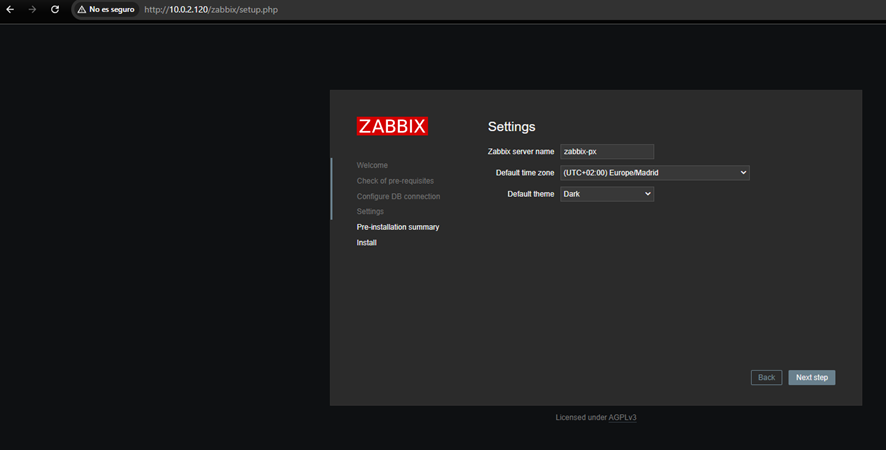 No es seguro http://10.0.2.120/zabbix/setup.php
ZABBIX
Welcome
Check of pre-requisites
Configure DB connection
Settings
Pre-installation summary
Install
Settings
Zabbix server name zabbix-px
Default time zone (UTC+02:00) Europe/Madrid
Default theme Dark
Back Next step
Licensed under AGPLv3